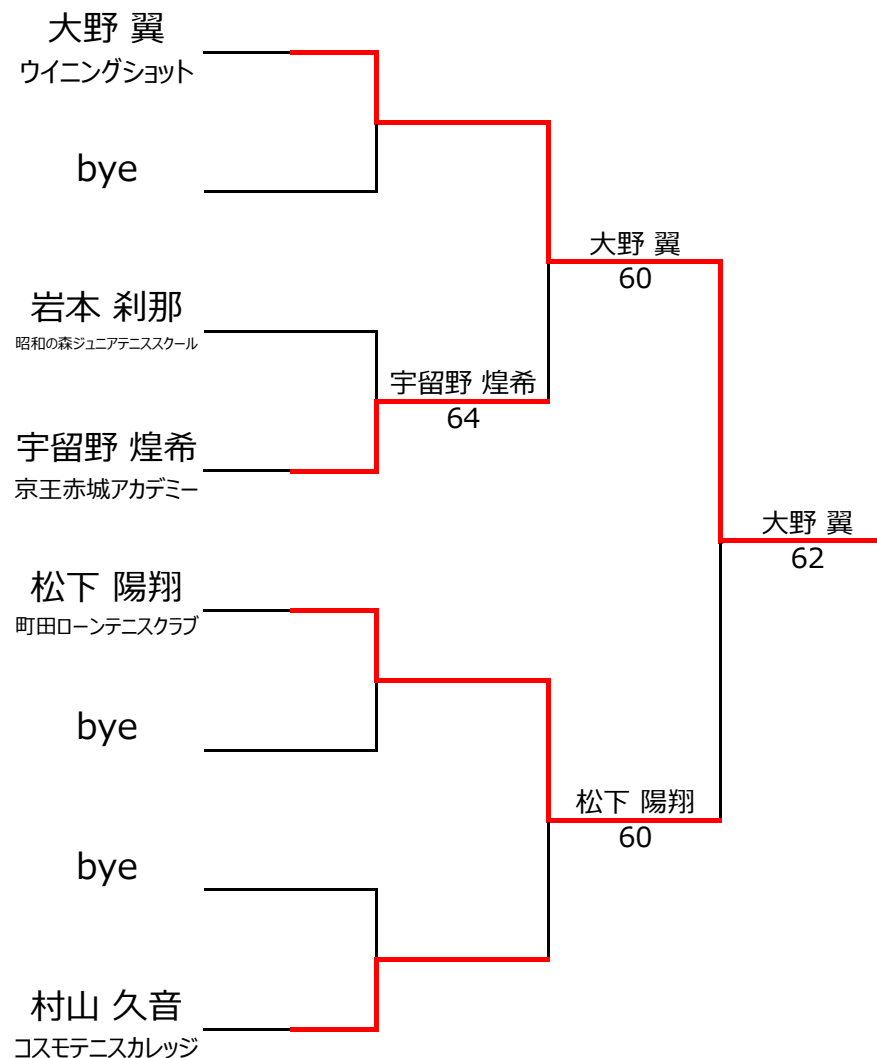 大野 翼
ウイニングショット
bye
岩本 刹那
昭和の森ジュニアテニススクール
宇留野 煌希
京王赤城アカデミー
松下 陽翔
町田ローンテニスクラブ
bye
bye
村山 久音
コスモテニスカレッジ
宇留野 煌希
64
大野 翼
60
松下 陽翔
60
大野 翼
62